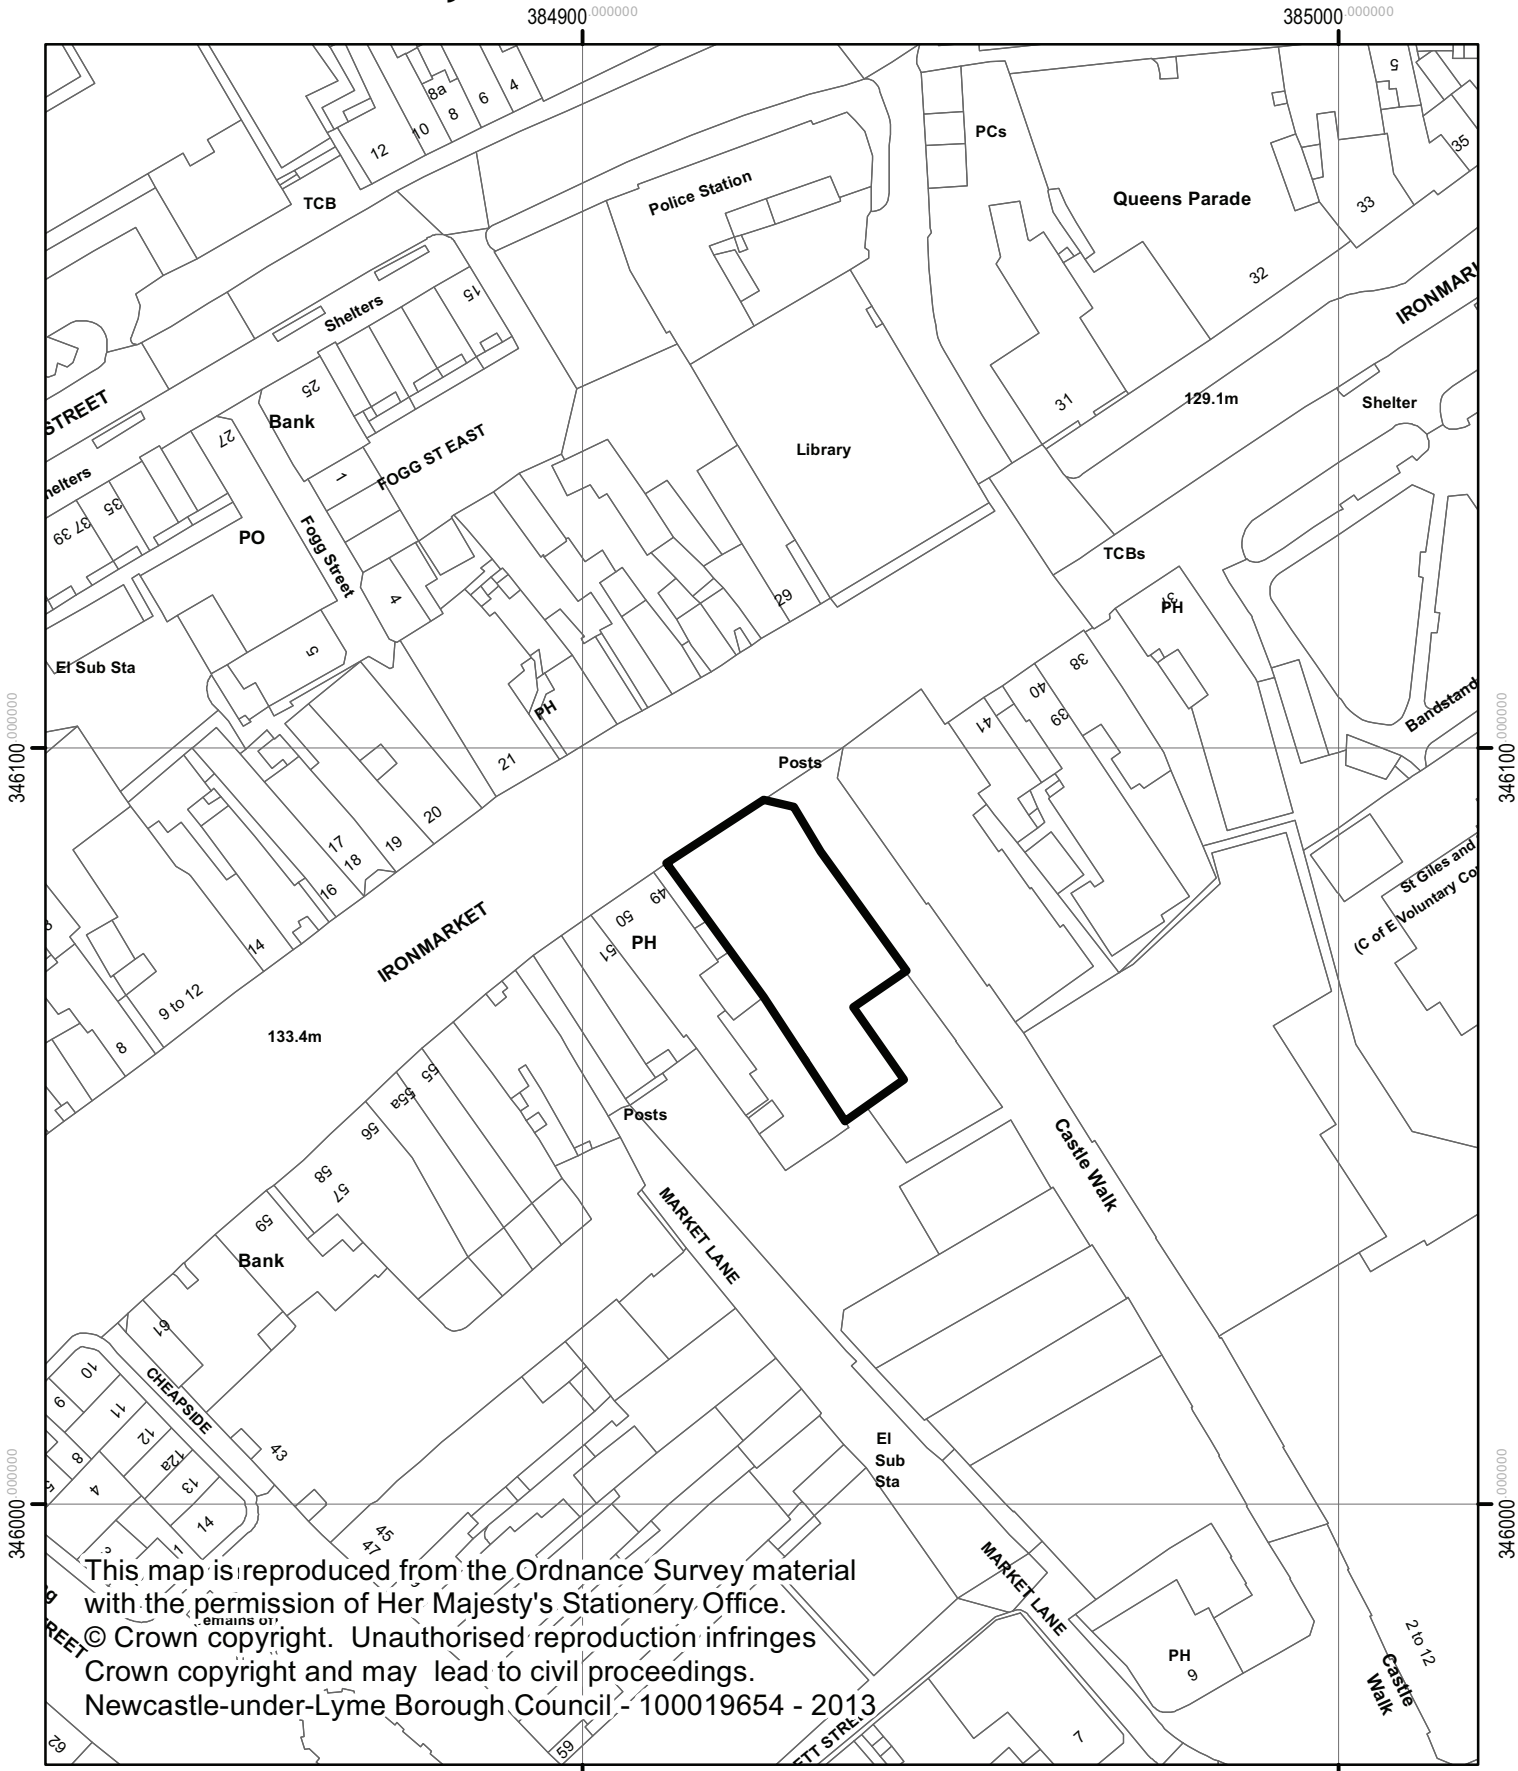 384900.000000
385000.000000
8a
8
6
4
10
12
TCB
PCs
5
35
Police Station
Queens Parade
33
32
IRONMARK
Shelters
15
25
Bank
STREET
27
129.1m
Shelter
31
Library
FOGG ST EAST
1
helters
35
37
39
PO
Fogg Street
4
5
El Sub Sta
TCBs
PH
29
38
40
39
41
Bandstand
PH
21
346100.000000
346100.000000
Posts
20
19
17
18
16
14
9 to 12
8
IRONMARKET
133.4m
49
50
51
PH
St Giles and
(C of E Voluntary Co
55
55a
56
58
57
59
Bank
61
Posts
MARKET LANE
Castle Walk
CHEAPSIDE
10
9
8
11
12
12a
13
14
4
43
45
47
El
Sub
Sta
346000.000000
346000.000000
MARKET LANE
2 to 12
Castle
Walk
PH
9
7
This map is reproduced from the Ordnance Survey material
with the permission of Her Majesty's Stationery Office.
© Crown copyright. Unauthorised reproduction infringes
Crown copyright and may lead to civil proceedings.
Newcastle-under-Lyme Borough Council - 100019654 - 2013
emains of
REET
ETT STREET
62
59